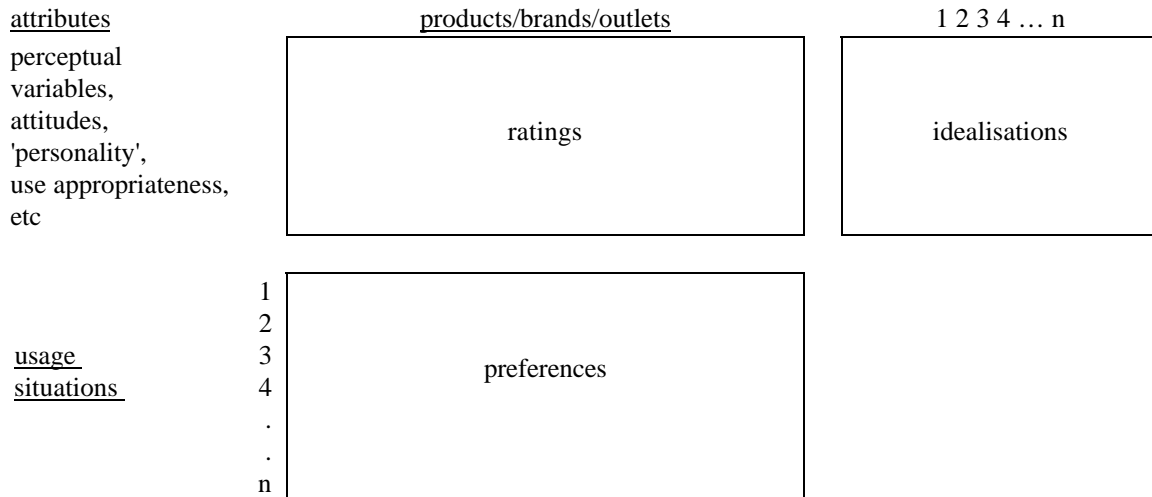 attributes products/brands/outlets 1 2 3 4 … n
perceptual
variables,
attitudes,
'personality',
use appropriateness,
etc
ratings
idealisations
usage
situations
1
2
3
4
.
.
n
preferences